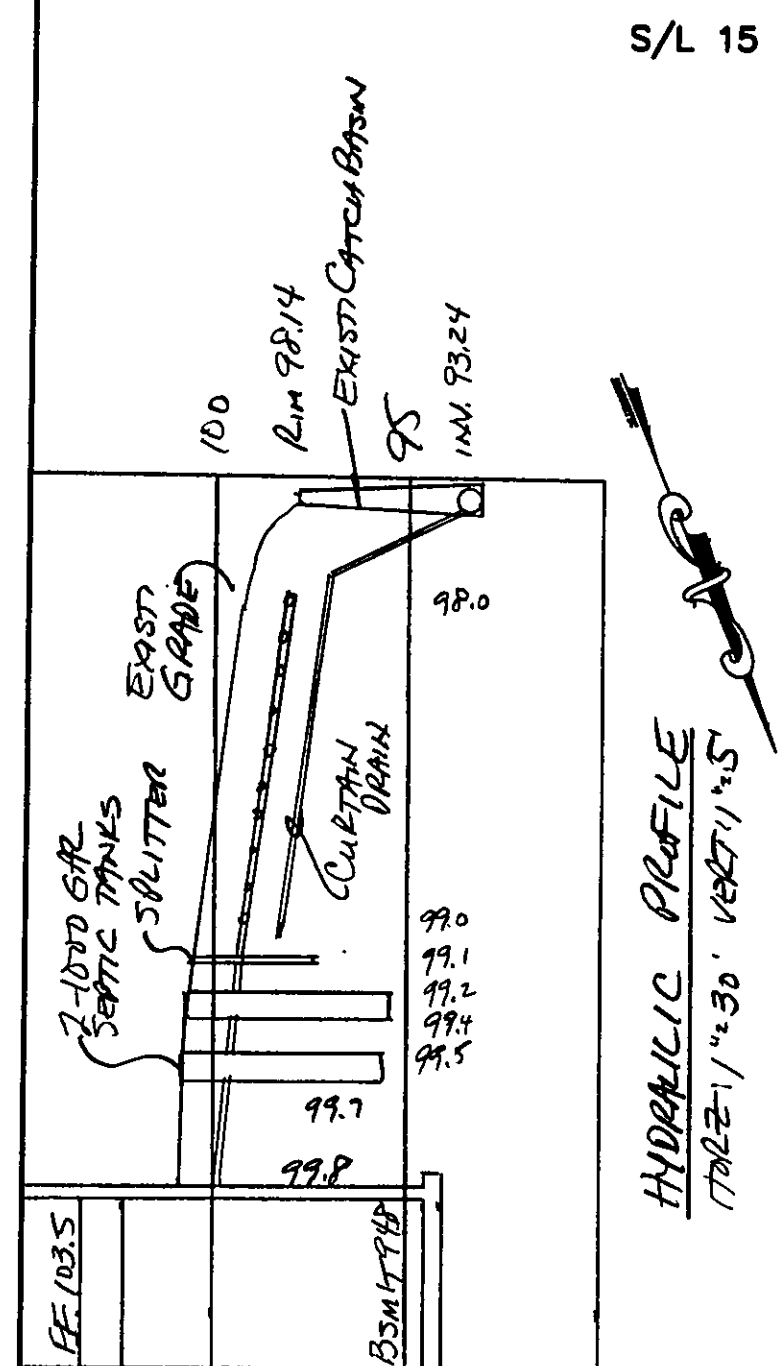 S/L 15
100
RIM 98.14
EXIST'. CATCH BASIN
95
INV. 93.24
EXIST'
GRADE
98.0
2-1000 GAL
SEPTIC TANKS
SPLITTER
CURTAIN
DRAIN
99.0
99.1
99.2
99.4
99.5
99.7
99.8
FF. 103.5
BSM'T
HYDRAULIC PROFILE
HORZ 1"=30' VERT 1"=5'